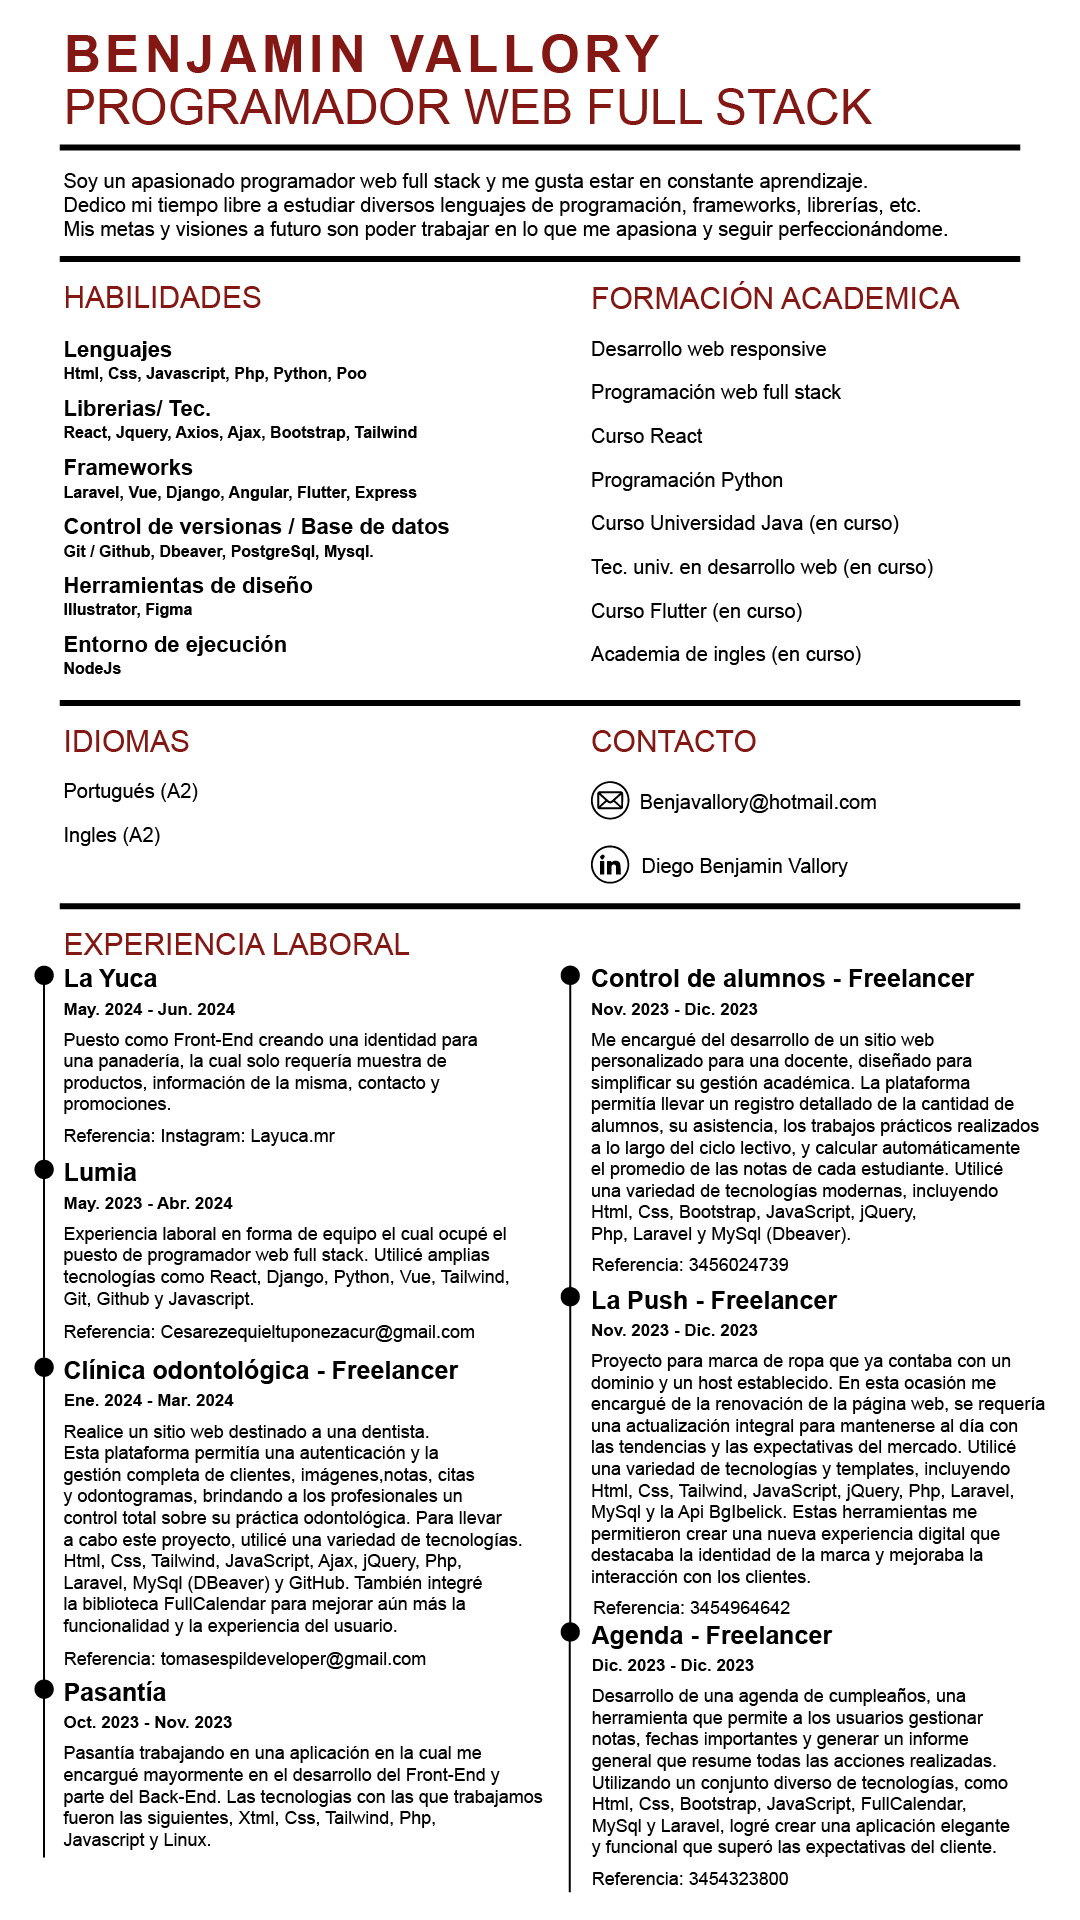 BENJAMIN VALLORY
PROGRAMADOR WEB FULL STACK
Soy un apasionado programador web full stack y me gusta estar en constante aprendizaje.
Dedico mi tiempo libre a estudiar diversos lenguajes de programación, frameworks, librerías, etc.
Mis metas y visiones a futuro son poder trabajar en lo que me apasiona y seguir perfeccionándome.
HABILIDADES
Lenguajes
Html, Css, Javascript, Php, Python, Poo
Librerias/ Tec.
React, Jquery, Axios, Ajax, Bootstrap, Tailwind
Frameworks
Laravel, Vue, Django, Angular, Flutter, Express
Control de versionas / Base de datos
Git / Github, Dbeaver, PostgreSql, Mysql.
Herramientas de diseño
Illustrator, Figma
Entorno de ejecución
NodeJs
FORMACIÓN ACADEMICA
Desarrollo web responsive
Programación web full stack
Curso React
Programación Python
Curso Universidad Java (en curso)
Tec. univ. en desarrollo web (en curso)
Curso Flutter (en curso)
Academia de ingles (en curso)
IDIOMAS
Portugués (A2)
Ingles (A2)
CONTACTO
Benjavallory@hotmail.com
in Diego Benjamin Vallory
EXPERIENCIA LABORAL
La Yuca
May. 2024 - Jun. 2024
Puesto como Front-End creando una identidad para
una panadería, la cual solo requería muestra de
productos, información de la misma, contacto y
promociones.
Referencia: Instagram: Layuca.mr
Lumia
May. 2023 - Abr. 2024
Experiencia laboral en forma de equipo el cual ocupé el
puesto de programador web full stack. Utilicé amplias
tecnologías como React, Django, Python, Vue, Tailwind,
Git, Github y Javascript.
Referencia: Cesarezequieltuponezacur@gmail.com
Clínica odontológica - Freelancer
Ene. 2024 - Mar. 2024
Realice un sitio web destinado a una dentista.
Esta plataforma permitía una autenticación y la
gestión completa de clientes, imágenes,notas, citas
y odontogramas, brindando a los profesionales un
control total sobre su práctica odontológica. Para llevar
a cabo este proyecto, utilicé una variedad de tecnologías.
Html, Css, Tailwind, JavaScript, Ajax, jQuery, Php,
Laravel, MySql (DBeaver) y GitHub. También integré
la biblioteca FullCalendar para mejorar aún más la
funcionalidad y la experiencia del usuario.
Referencia: tomasespildeveloper@gmail.com
Pasantía
Oct. 2023 - Nov. 2023
Pasantía trabajando en una aplicación en la cual me
encargué mayormente en el desarrollo del Front-End y
parte del Back-End. Las tecnologias con las que trabajamos
fueron las siguientes, Xtml, Css, Tailwind, Php,
Javascript y Linux.
Control de alumnos - Freelancer
Nov. 2023 - Dic. 2023
Me encargué del desarrollo de un sitio web
personalizado para una docente, diseñado para
simplificar su gestión académica. La plataforma
permitía llevar un registro detallado de la cantidad de
alumnos, su asistencia, los trabajos prácticos realizados
a lo largo del ciclo lectivo, y calcular automáticamente
el promedio de las notas de cada estudiante. Utilicé
una variedad de tecnologías modernas, incluyendo
Html, Css, Bootstrap, JavaScript, jQuery,
Php, Laravel y MySql (Dbeaver).
Referencia: 3456024739
La Push - Freelancer
Nov. 2023 - Dic. 2023
Proyecto para marca de ropa que ya contaba con un
dominio y un host establecido. En esta ocasión me
encargué de la renovación de la página web, se requería
una actualización integral para mantenerse al día con
las tendencias y las expectativas del mercado. Utilicé
una variedad de tecnologías y templates, incluyendo
Html, Css, Tailwind, JavaScript, jQuery, Php, Laravel,
MySql y la Api BgIbelick. Estas herramientas me
permitieron crear una nueva experiencia digital que
destacaba la identidad de la marca y mejoraba la
interacción con los clientes.
Referencia: 3454964642
Agenda - Freelancer
Dic. 2023 - Dic. 2023
Desarrollo de una agenda de cumpleaños, una
herramienta que permite a los usuarios gestionar
notas, fechas importantes y generar un informe
general que resume todas las acciones realizadas.
Utilizando un conjunto diverso de tecnologías, como
Html, Css, Bootstrap, JavaScript, FullCalendar,
MySql y Laravel, logré crear una aplicación elegante
y funcional que superó las expectativas del cliente.
Referencia: 3454323800